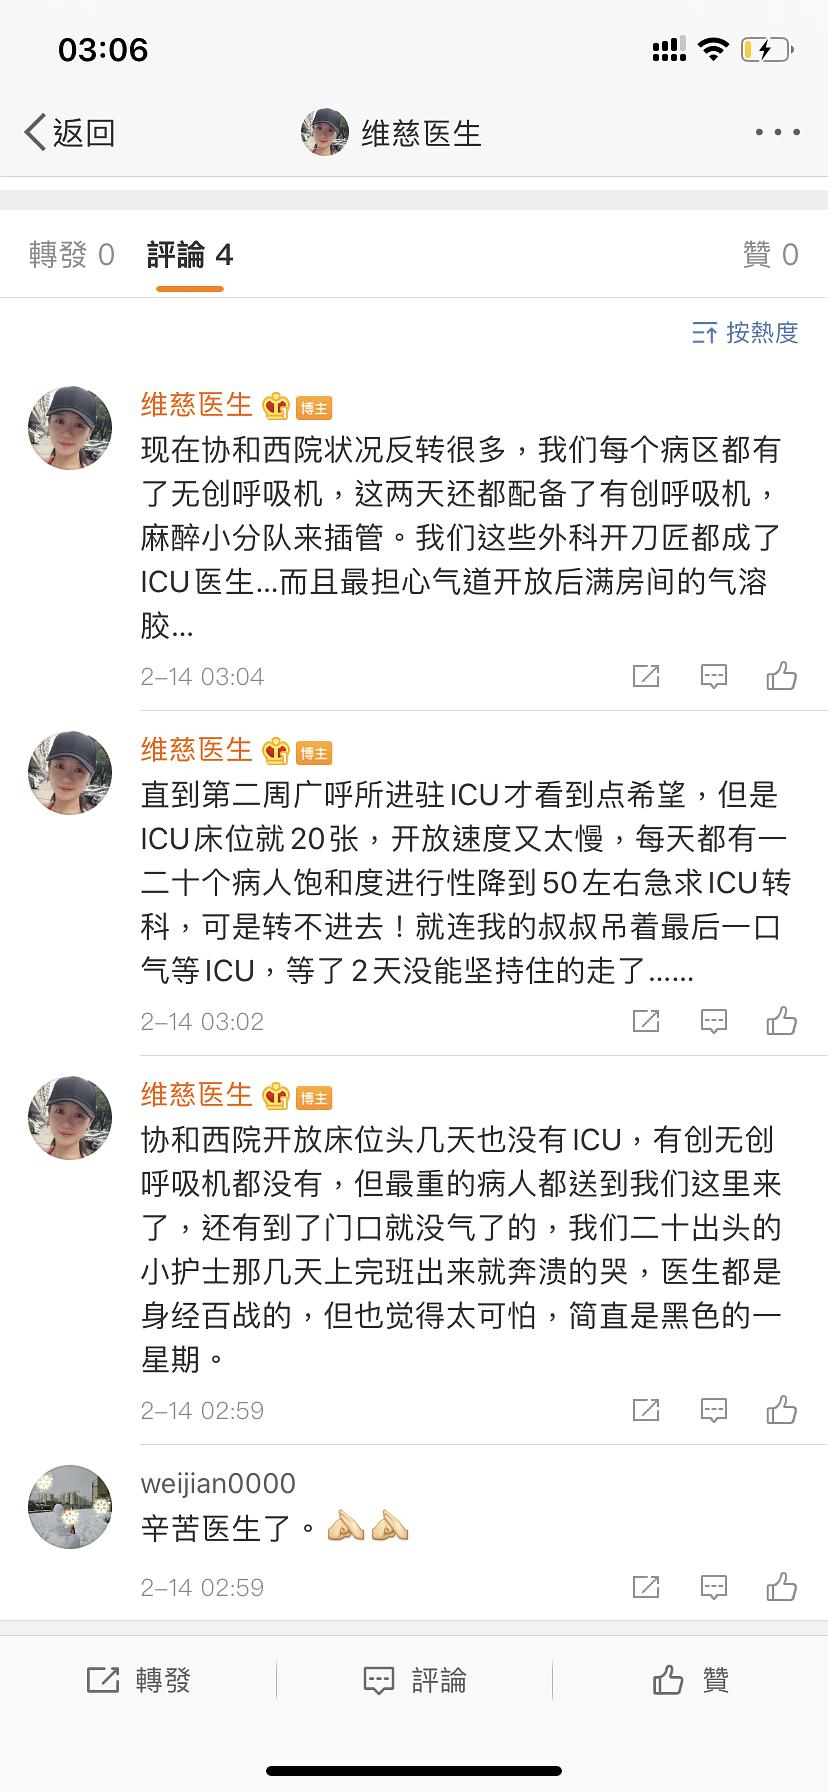 03:06
返回
维慈医生
轉發 0
評論 4
贊 0
按熱度
维慈医生 博主
现在协和西院状况反转很多，我们每个病区都有
了无创呼吸机，这两天还都配备了有创呼吸机，
麻醉小分队来插管。我们这些外科开刀匠都成了
ICU医生...而且最担心气道开放后满房间的气溶
胶...
2-14 03:04
维慈医生 博主
直到第二周广呼所进驻ICU才看到点希望，但是
ICU床位就20张，开放速度又太慢，每天都有一
二十个病人饱和度进行性降到50左右急求ICU转
科，可是转不进去！就连我的叔叔吊着最后一口
气等ICU，等了2天没能坚持住的走了......
2-14 03:02
维慈医生 博主
协和西院开放床位头几天也没有ICU，有创无创
呼吸机都没有，但最重的病人都送到我们这里来
了，还有到了门口就没气了的，我们二十出头的
小护士那几天上完班出来就奔溃的哭，医生都是
身经百战的，但也觉得太可怕，简直是黑色的一
星期。
2-14 02:59
weijian0000
辛苦医生了。
2-14 02:59
轉發
評論
贊